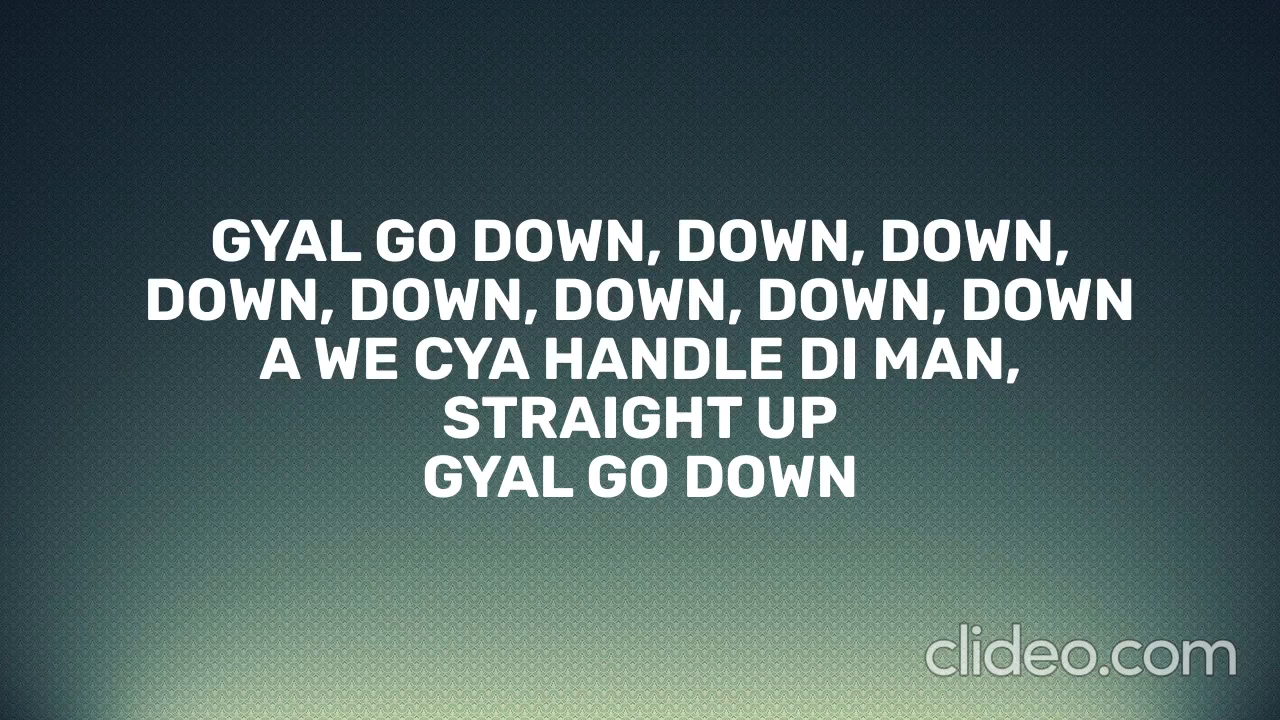 GYAL GO DOWN, DOWN, DOWN,
DOWN, DOWN, DOWN, DOWN, DOWN
A WE CYA HANDLE DI MAN,
STRAIGHT UP
GYAL GO DOWN
clideo.com